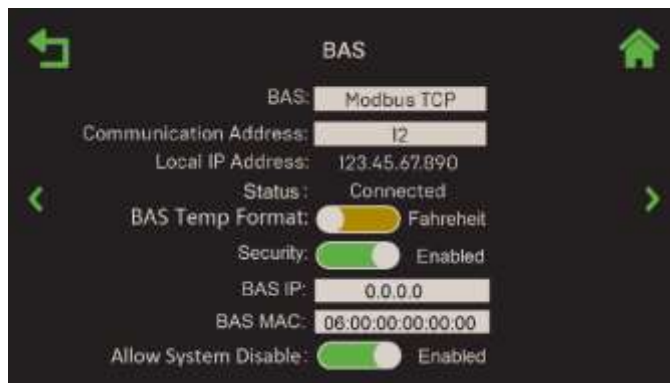 BAS
BAS: Modbus TCP
Communication Address: 12
Local IP Address: 123.45.67.890
Status: Connected
BAS Temp Format: Fahreheit
Security: Enabled
BAS IP: 0.0.0.0
BAS MAC: 06:00:00:00:00:00
Allow System Disable: Enabled